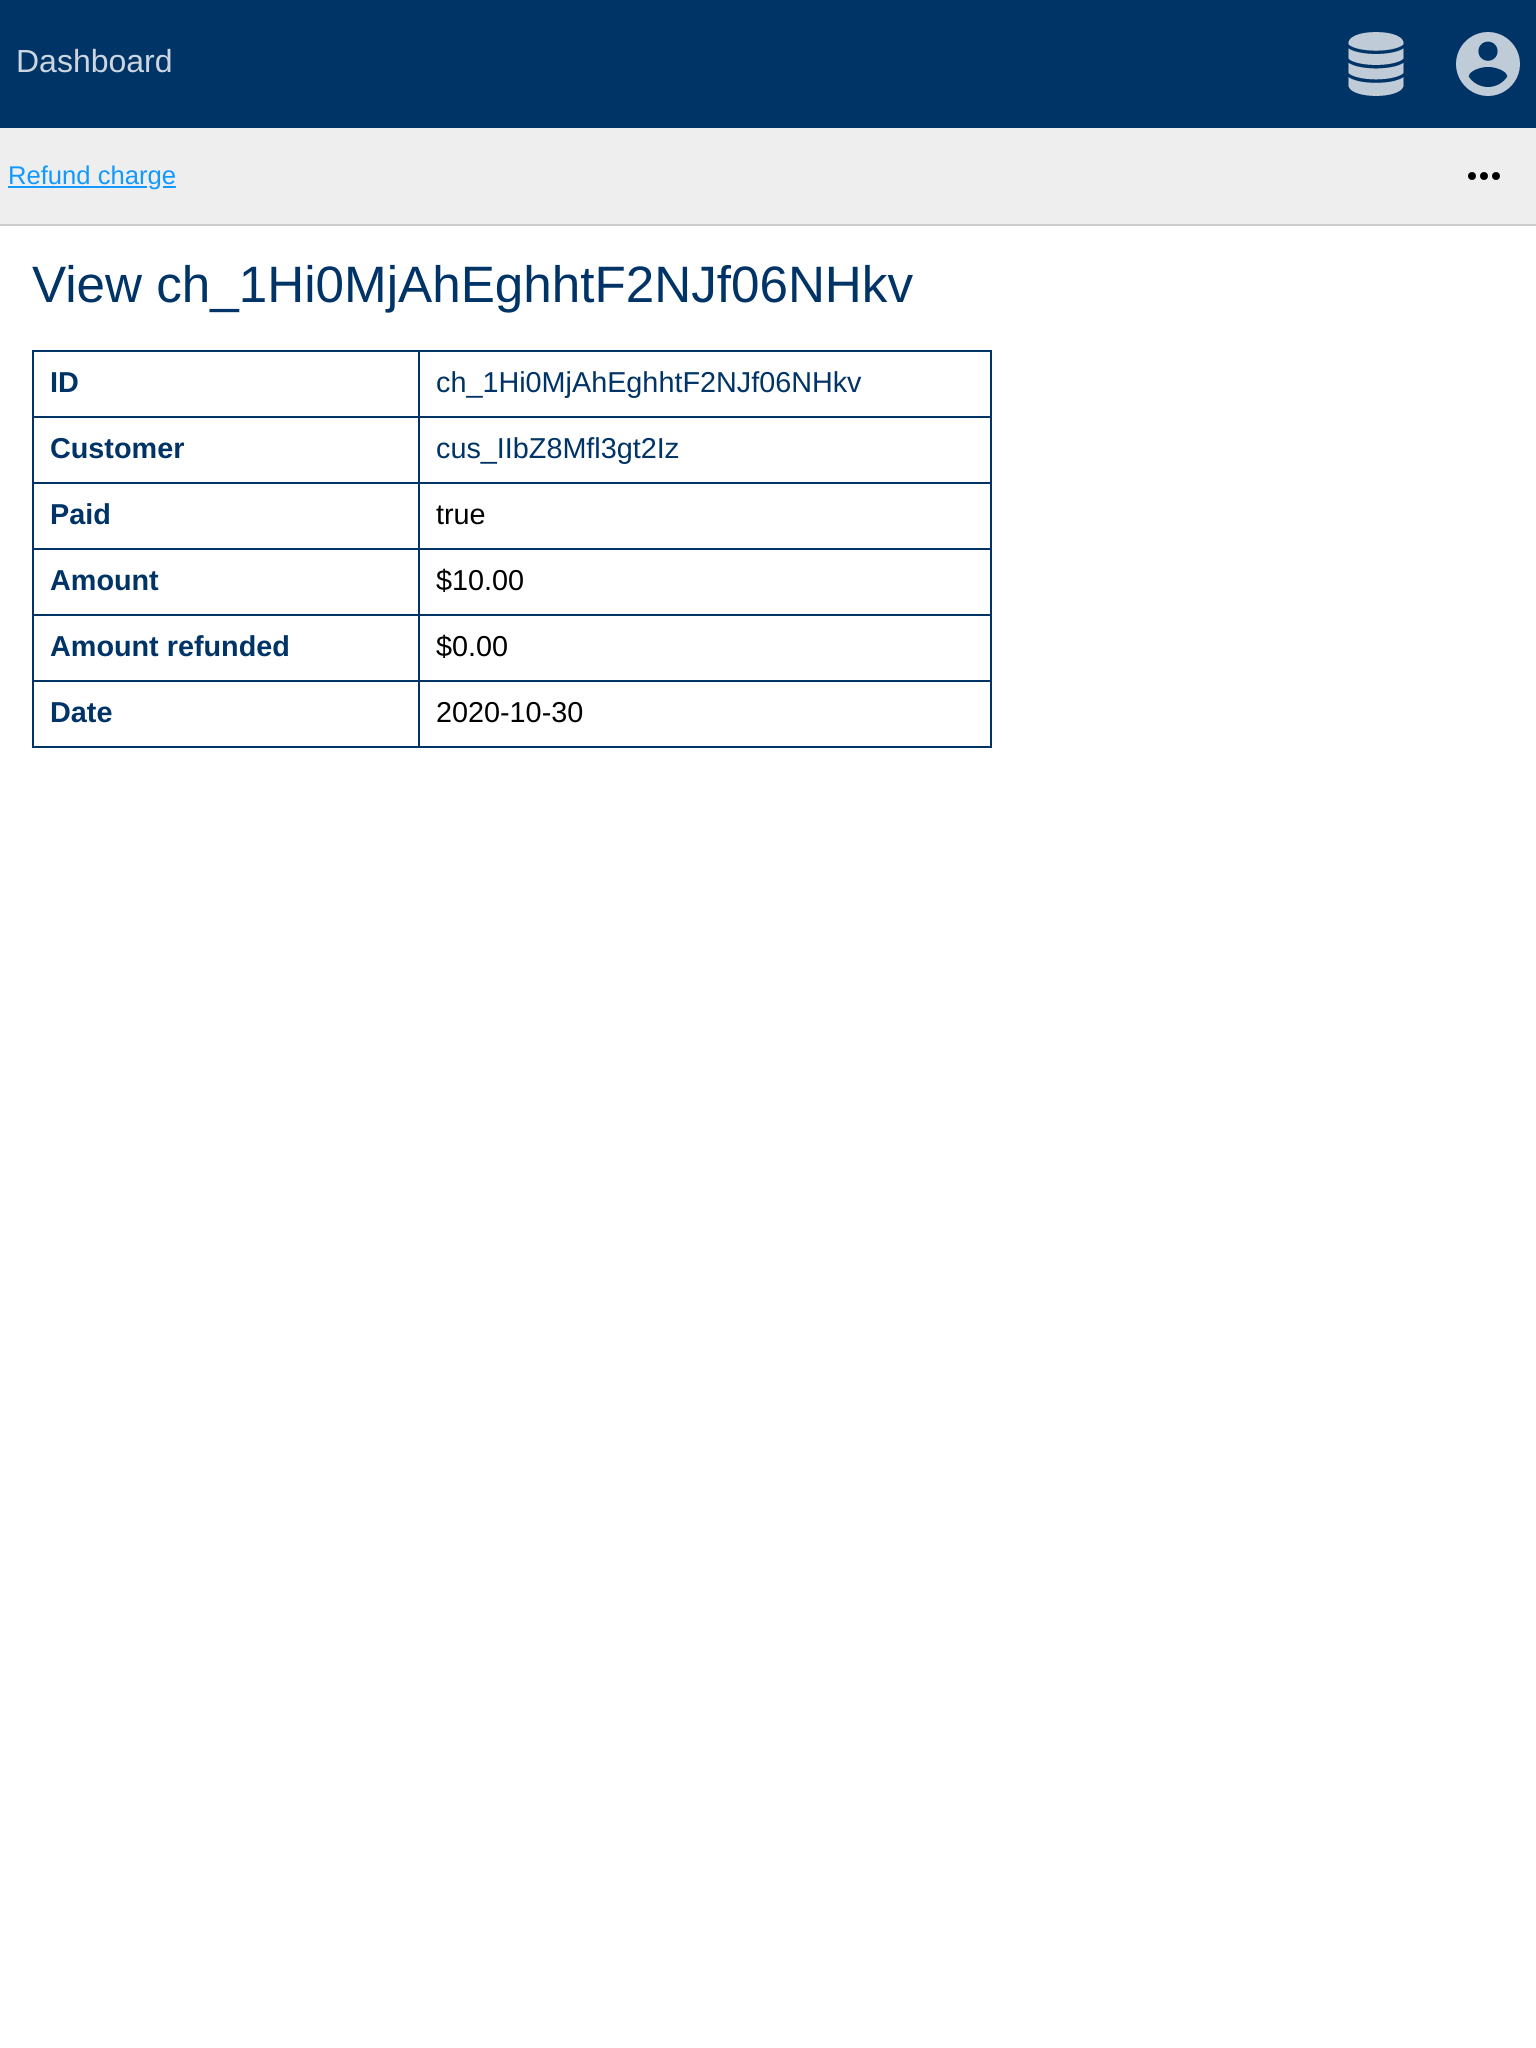 Dashboard
Refund charge
View ch_1Hi0MjAhEghhtF2NJf06NHkv
ID ch_1Hi0MjAhEghhtF2NJf06NHkv
Customer cus_IIbZ8Mfl3gt2Iz
Paid true
Amount $10.00
Amount refunded $0.00
Date 2020-10-30